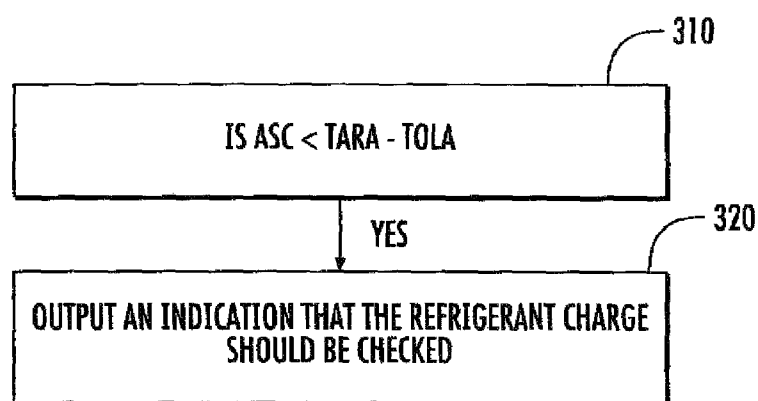 310
IS ASC < TARA - TOLA
YES
320
OUTPUT AN INDICATION THAT THE REFRIGERANT CHARGE
SHOULD BE CHECKED